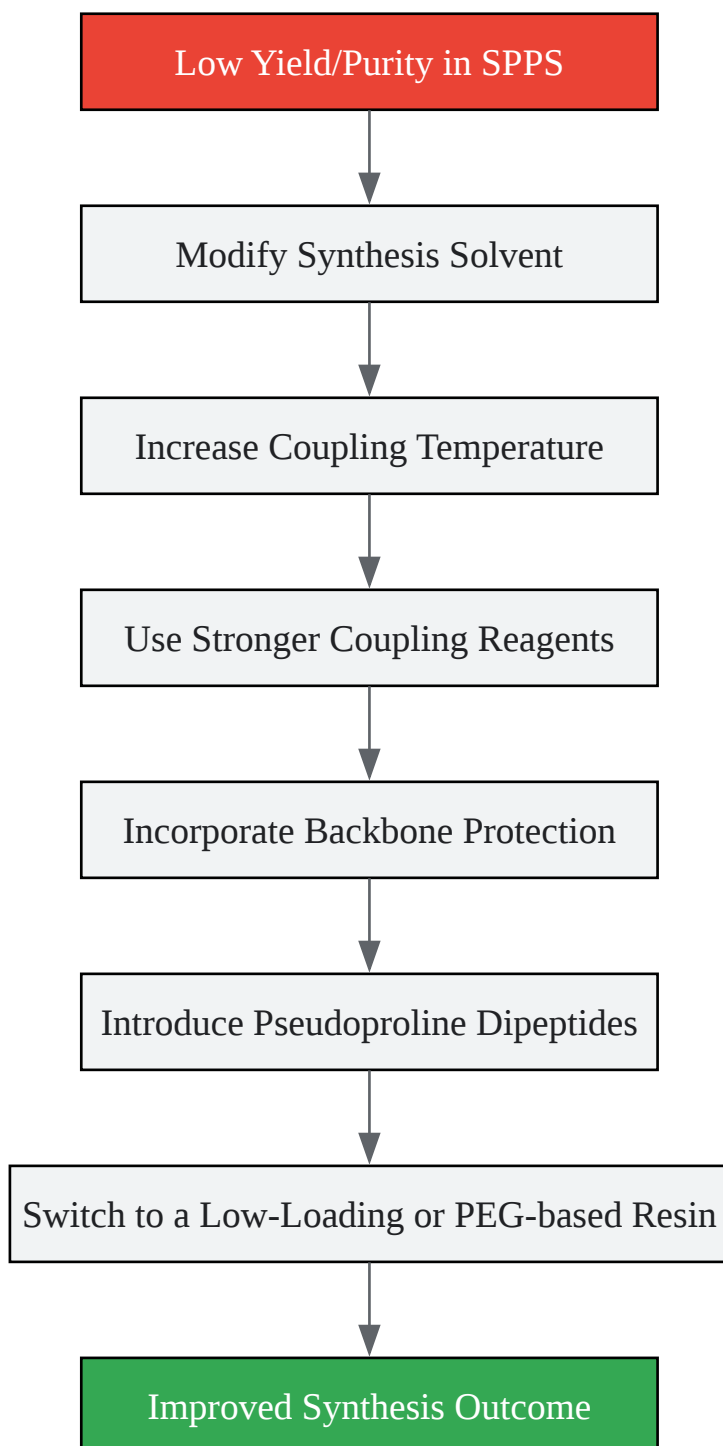 Low Yield/Purity in SPPS
Modify Synthesis Solvent
Increase Coupling Temperature
Use Stronger Coupling Reagents
Incorporate Backbone Protection
Introduce Pseudoproline Dipeptides
Switch to a Low-Loading or PEG-based Resin
Improved Synthesis Outcome